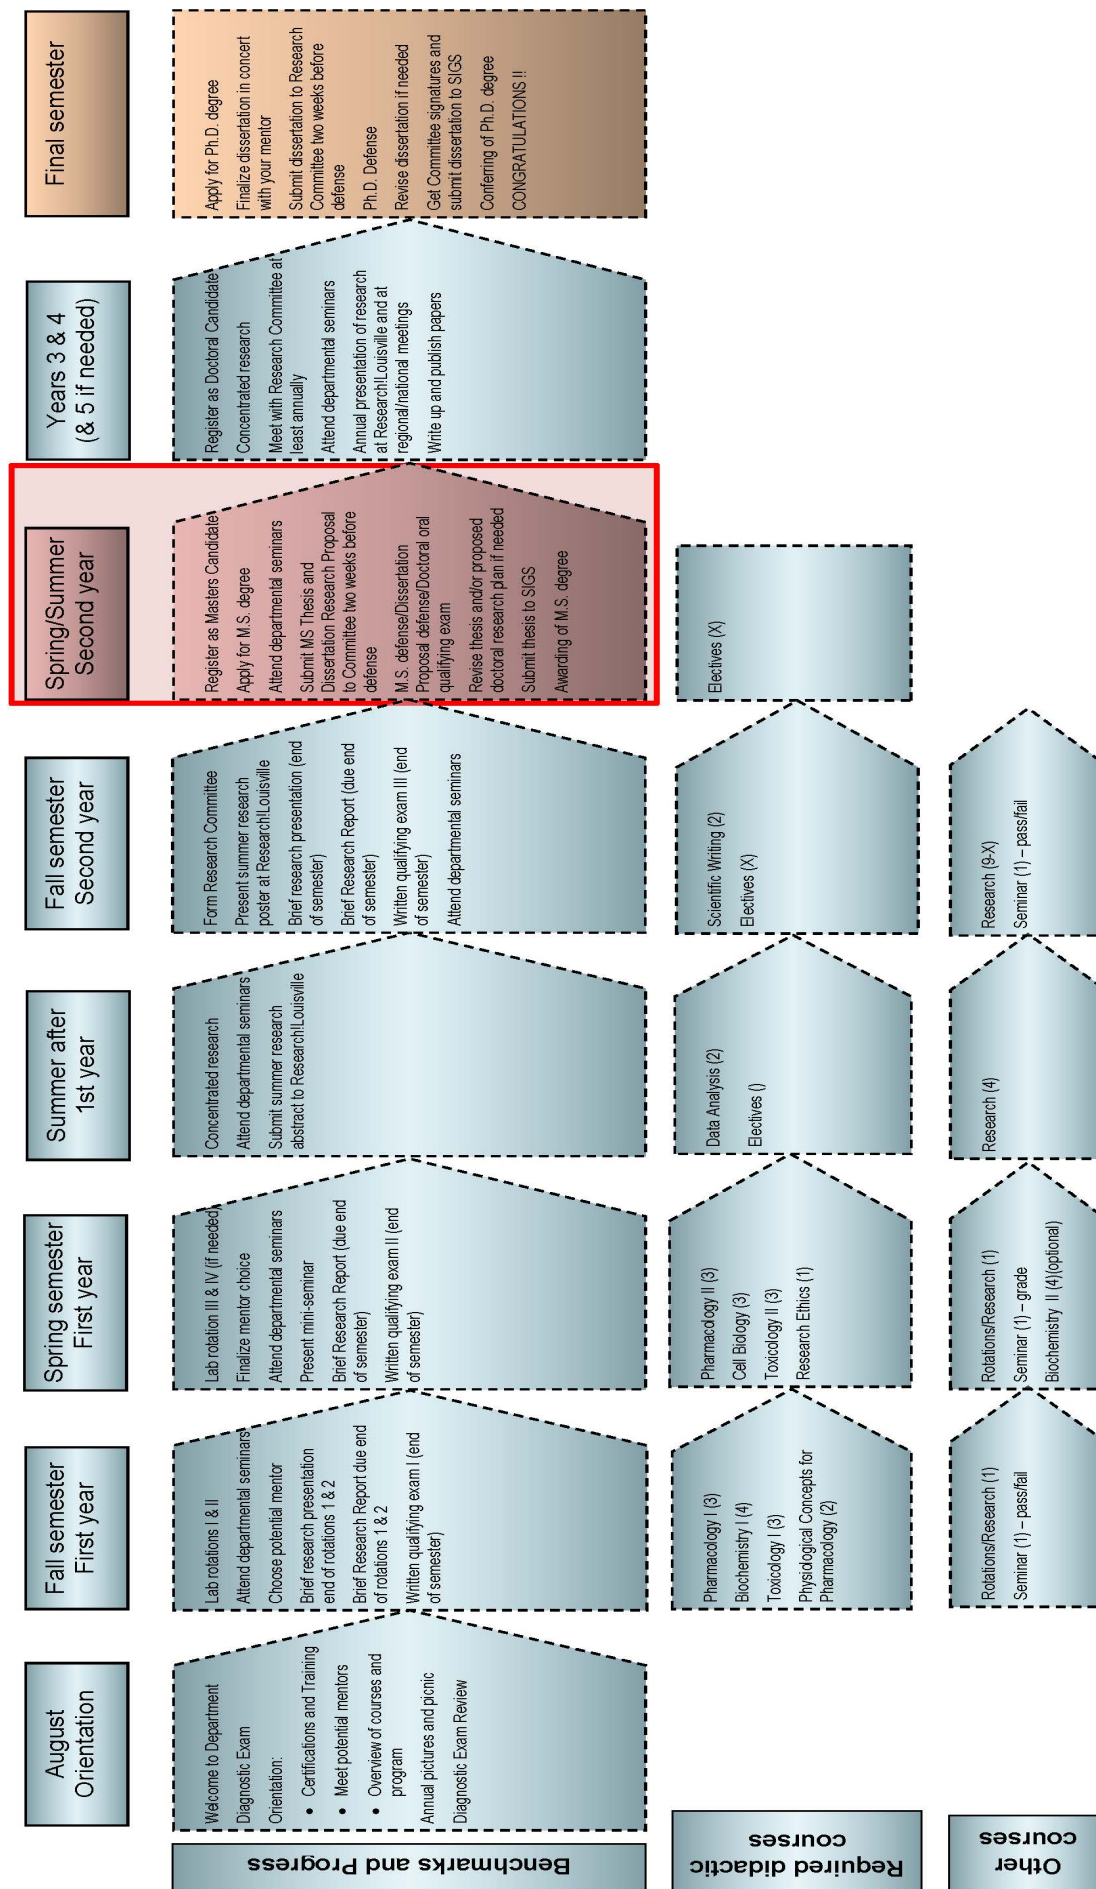 August
Orientation
Fall semester
First year
Spring semester
First year
Summer after
1st year
Fall semester
Second year
Spring/Summer
Second year
Years 3 & 4
(& 5 if needed)
Final semester
Benchmarks and Progress
Welcome to Department
Diagnostic Exam
Orientation:
• Certifications and Training
• Meet potential mentors
• Overview of courses and
program
Annual pictures and picnic
Diagnostic Exam Review
Lab rotations I & II
Attend departmental seminars
Choose potential mentor
Brief research presentation
end of rotations 1 & 2
Brief Research Report due end
of rotations 1 & 2
Written qualifying exam I (end
of semester)
Lab rotation III & IV (if needed)
Finalize mentor choice
Attend departmental seminars
Present mini-seminar
Brief Research Report (due end
of semester)
Written qualifying exam II (end
of semester)
Concentrated research
Attend departmental seminars
Submit summer research
abstract to Research!Louisville
Form Research Committee
Present summer research
poster at Research!Louisville
Brief research presentation (end
of semester)
Brief Research Report (due end
of semester)
Written qualifying exam III (end
of semester)
Attend departmental seminars
Register as Masters Candidate
Apply for M.S. degree
Attend departmental seminars
Submit MS Thesis and
Dissertation Research Proposal
to Committee two weeks before
defense
M.S. defense/Dissertation
Proposal defense/Doctoral oral
qualifying exam
Revise thesis and/or proposed
doctoral research plan if needed
Submit thesis to SIGS
Awarding of M.S. degree
Register as Doctoral Candidate
Concentrated research
Meet with Research Committee at
least annually
Attend departmental seminars
Annual presentation of research
at Research!Louisville and at
regional/national meetings
Write up and publish papers
Apply for Ph.D. degree
Finalize dissertation in concert
with your mentor
Submit dissertation to Research
Committee two weeks before
defense
Ph.D. Defense
Revise dissertation if needed
Get Committee signatures and
submit dissertation to SIGS
Conferring of Ph.D. degree
CONGRATULATIONS !!
Required didactic
courses
Pharmacology I (3)
Biochemistry I (4)
Toxicology I (3)
Physiological Concepts for
Pharmacology (2)
Pharmacology II (3)
Cell Biology (3)
Toxicology II (3)
Research Ethics (1)
Data Analysis (2)
Electives ()
Scientific Writing (2)
Electives (X)
Electives (X)
Other
courses
Rotations/Research (1)
Seminar (1) – pass/fail
Rotations/Research (1)
Seminar (1) – grade
Biochemistry II (4)(optional)
Research (4)
Research (9-X)
Seminar (1) – pass/fail